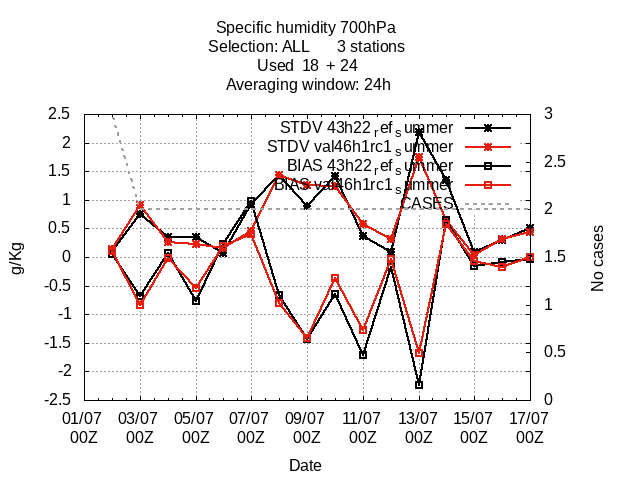 Specific humidity 700hPa
Selection: ALL      3 stations
Used  18  + 24
Averaging window: 24h
STDV 43h22_ref_summer
STDV val46h1rc1_summer
BIAS 43h22_ref_summer
BIAS val46h1rc1_summer
CASES
2.5
2
1.5
1
0.5
0
-0.5
-1
-1.5
-2
-2.5
g/Kg
3
2.5
2
1.5
1
0.5
0
No cases
01/07 03/07 05/07 07/07 09/07 11/07 13/07 15/07 17/07
00Z 00Z 00Z 00Z 00Z 00Z 00Z 00Z 00Z
Date